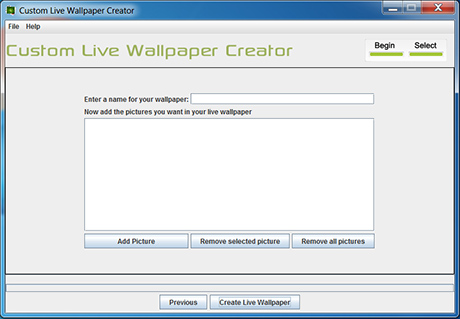 Custom Live Wallpaper Creator
File Help
Custom Live Wallpaper Creator
Begin Select
Enter a name for your wallpaper:
Now add the pictures you want in your live wallpaper
Add Picture Remove selected picture Remove all pictures
Previous Create Live Wallpaper